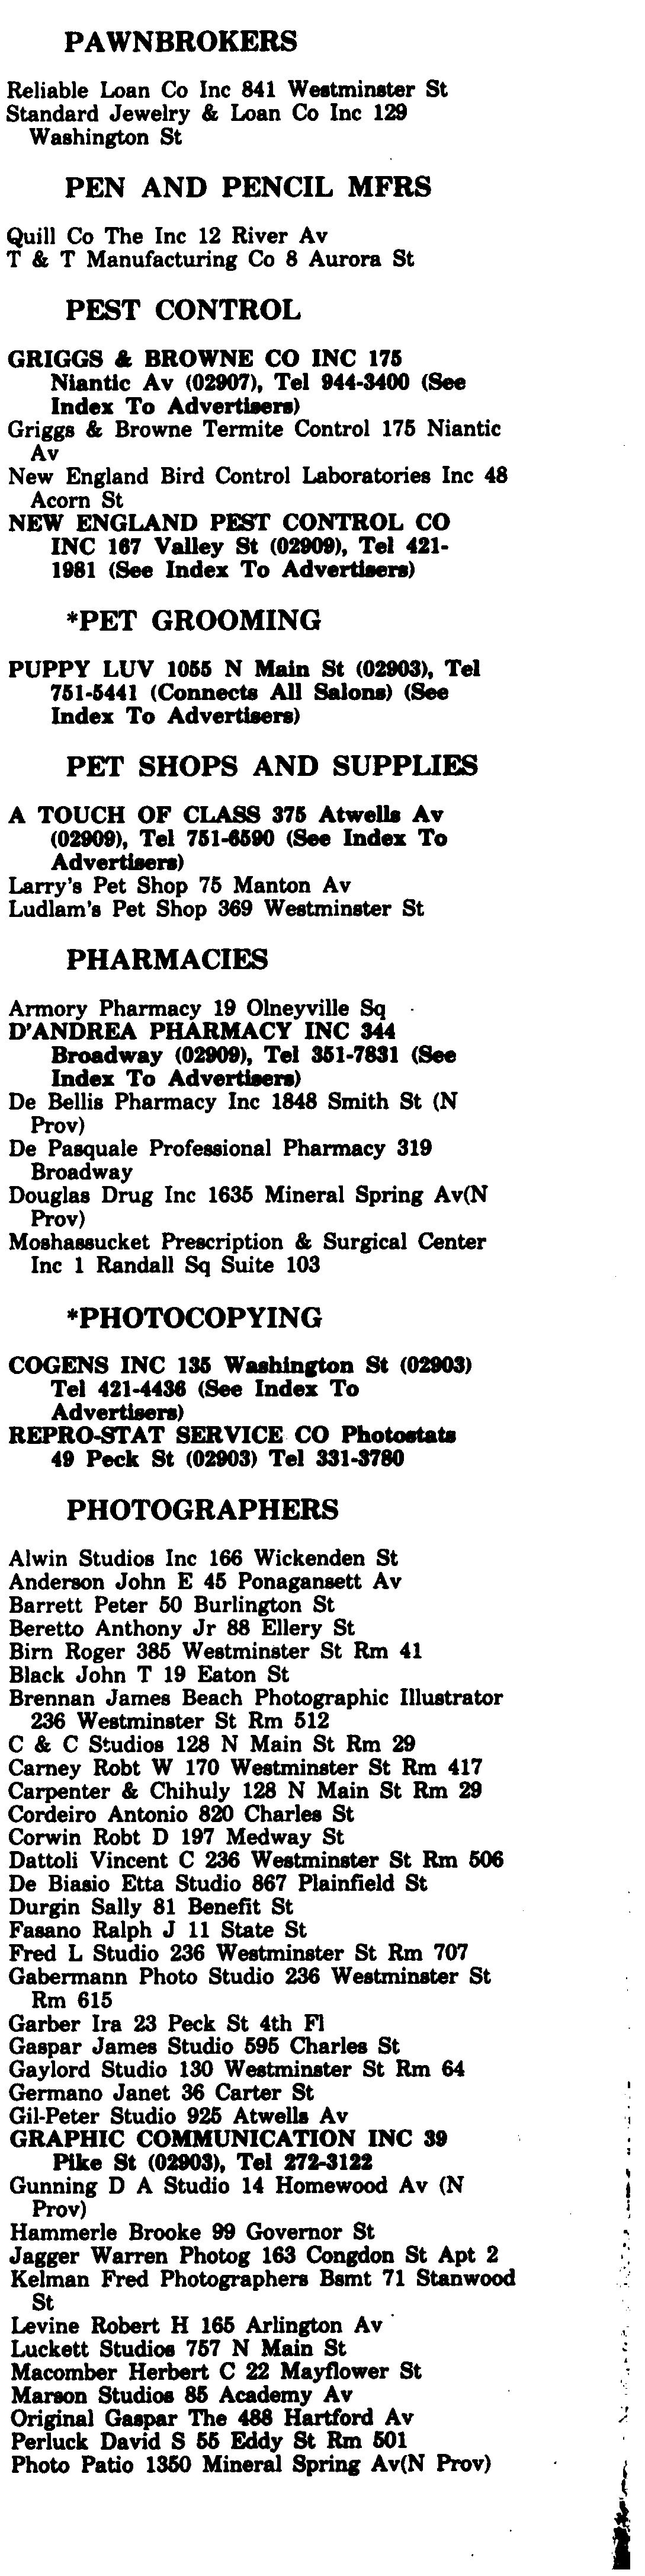 PAWNBROKERS
Reliable Loan Co Inc 841 Westminster St
Standard Jewelry & Loan Co Inc 129
Washington St
PEN AND PENCIL MFRS
Quill Co The Inc 12 River Av
T & T Manufacturing Co 8 Aurora St
PEST CONTROL
GRIGGS & BROWNE CO INC 175
Niantic Av (02907), Tel 944-3400 (See
Index To Advertisers)
Griggs & Browne Termite Control 175 Niantic
Av
New England Bird Control Laboratories Inc 48
Acorn St
NEW ENGLAND PEST CONTROL CO
INC 167 Valley St (02909), Tel 421-
1981 (See Index To Advertisers)
*PET GROOMING
PUPPY LUV 1055 N Main St (02903), Tel
751-5441 (Connects All Salons) (See
Index To Advertisers)
PET SHOPS AND SUPPLIES
A TOUCH OF CLASS 375 Atwells Av
(02909), Tel 751-6590 (See Index To
Advertisers)
Larry's Pet Shop 75 Manton Av
Ludlam's Pet Shop 369 Westminster St
PHARMACIES
Armory Pharmacy 19 Olneyville Sq
D'ANDREA PHARMACY INC 344
Broadway (02909), Tel 351-7831 (See
Index To Advertisers)
De Bellis Pharmacy Inc 1848 Smith St (N
Prov)
De Pasquale Professional Pharmacy 319
Broadway
Douglas Drug Inc 1635 Mineral Spring Av(N
Prov)
Moshassucket Prescription & Surgical Center
Inc 1 Randall Sq Suite 103
*PHOTOCOPYING
COGENS INC 135 Washington St (02903)
Tel 421-4436 (See Index To
Advertisers)
REPRO-STAT SERVICE CO Photostats
49 Peck St (02903) Tel 331-3780
PHOTOGRAPHERS
Alwin Studios Inc 166 Wickenden St
Anderson John E 45 Ponagansett Av
Barrett Peter 50 Burlington St
Beretto Anthony Jr 88 Ellery St
Birn Roger 385 Westminster St Rm 41
Black John T 19 Eaton St
Brennan James Beach Photographic Illustrator
236 Westminster St Rm 512
C & C Studios 128 N Main St Rm 29
Carney Robt W 170 Westminster St Rm 417
Carpenter & Chihuly 128 N Main St Rm 29
Cordeiro Antonio 820 Charles St
Corwin Robt D 197 Medway St
Dattoli Vincent C 236 Westminster St Rm 506
De Biasio Etta Studio 867 Plainfield St
Durgin Sally 81 Benefit St
Fasano Ralph J 11 State St
Fred L Studio 236 Westminster St Rm 707
Gabermann Photo Studio 236 Westminster St
Rm 615
Garber Ira 23 Peck St 4th Fl
Gaspar James Studio 595 Charles St
Gaylord Studio 130 Westminster St Rm 64
Germano Janet 36 Carter St
Gil-Peter Studio 925 Atwells Av
GRAPHIC COMMUNICATION INC 39
Pike St (02903), Tel 272-3122
Gunning D A Studio 14 Homewood Av (N
Prov)
Hammerle Brooke 99 Governor St
Jagger Warren Photog 163 Congdon St Apt 2
Kelman Fred Photographers Bsmt 71 Stanwood
St
Levine Robert H 165 Arlington Av
Luckett Studios 757 N Main St
Macomber Herbert C 22 Mayflower St
Marson Studios 85 Academy Av
Original Gaspar The 488 Hartford Av
Perluck David S 55 Eddy St Rm 501
Photo Patio 1350 Mineral Spring Av(N Prov)